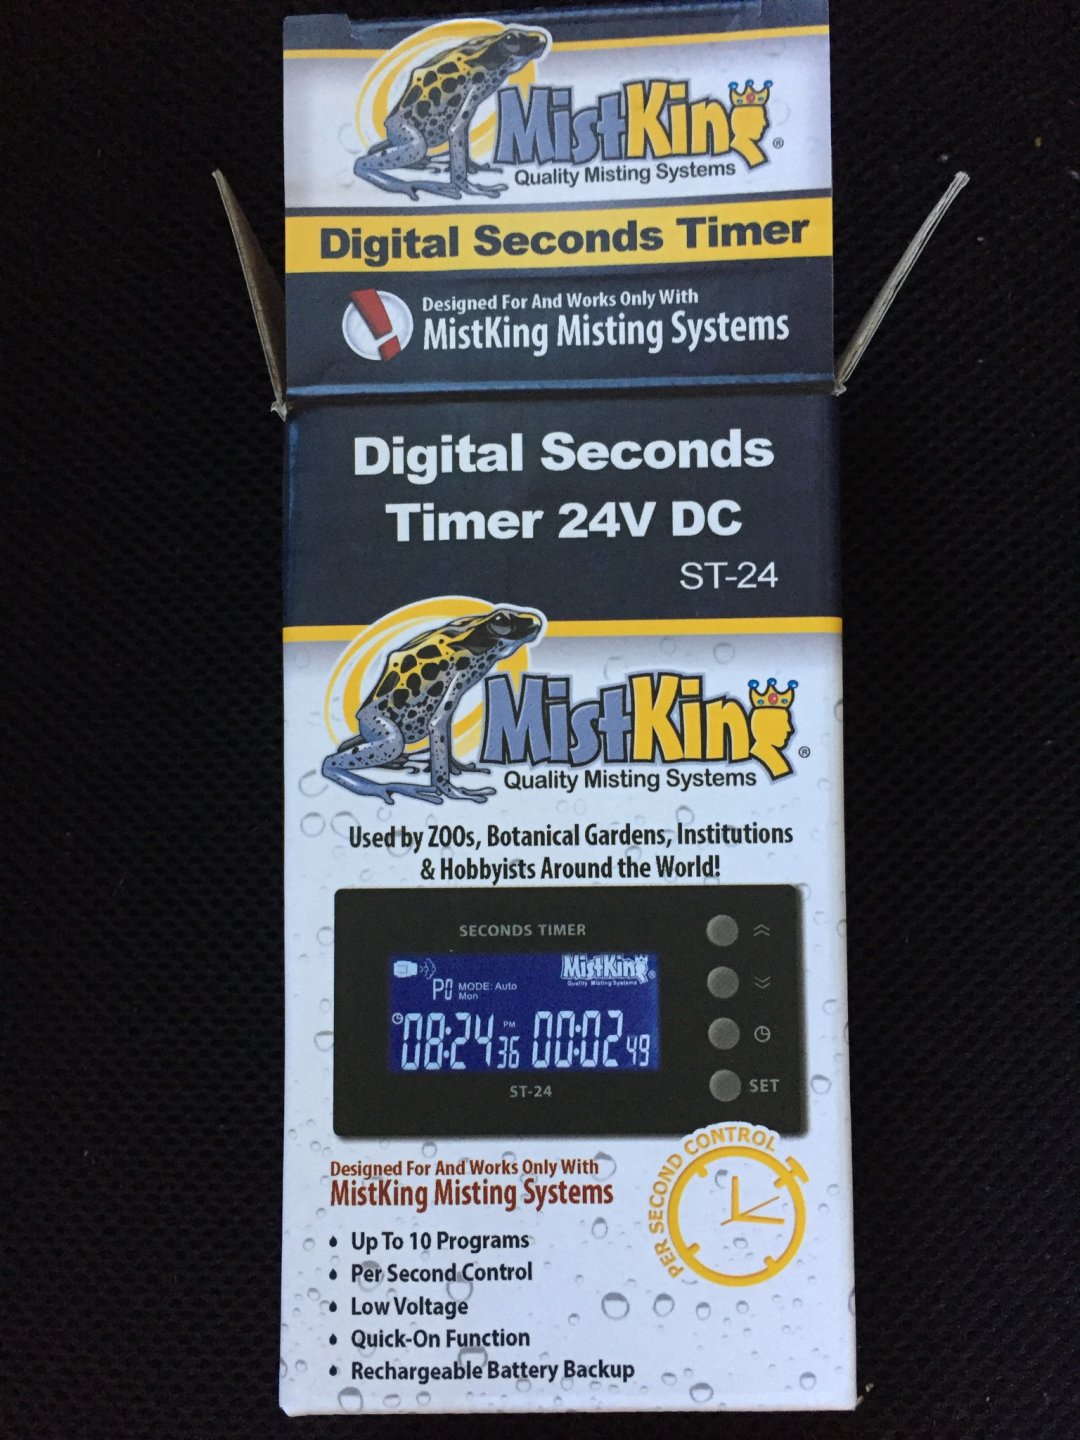 MistKing®
Quality Misting Systems
Digital Seconds Timer
Designed For And Works Only With
MistKing Misting Systems
Digital Seconds
Timer 24V DC
ST-24
MistKing®
Quality Misting Systems
Used by ZOOs, Botanical Gardens, Institutions
& Hobbyists Around the World!
SECONDS TIMER
MistKing®
Quality Misting Systems
P0 MODE: Auto
Mon
08:24 36 PM 00:02 49
ST-24
SET
PER SECOND CONTROL
Designed For And Works Only With
MistKing Misting Systems
Up To 10 Programs
Per Second Control
Low Voltage
Quick-On Function
Rechargeable Battery Backup